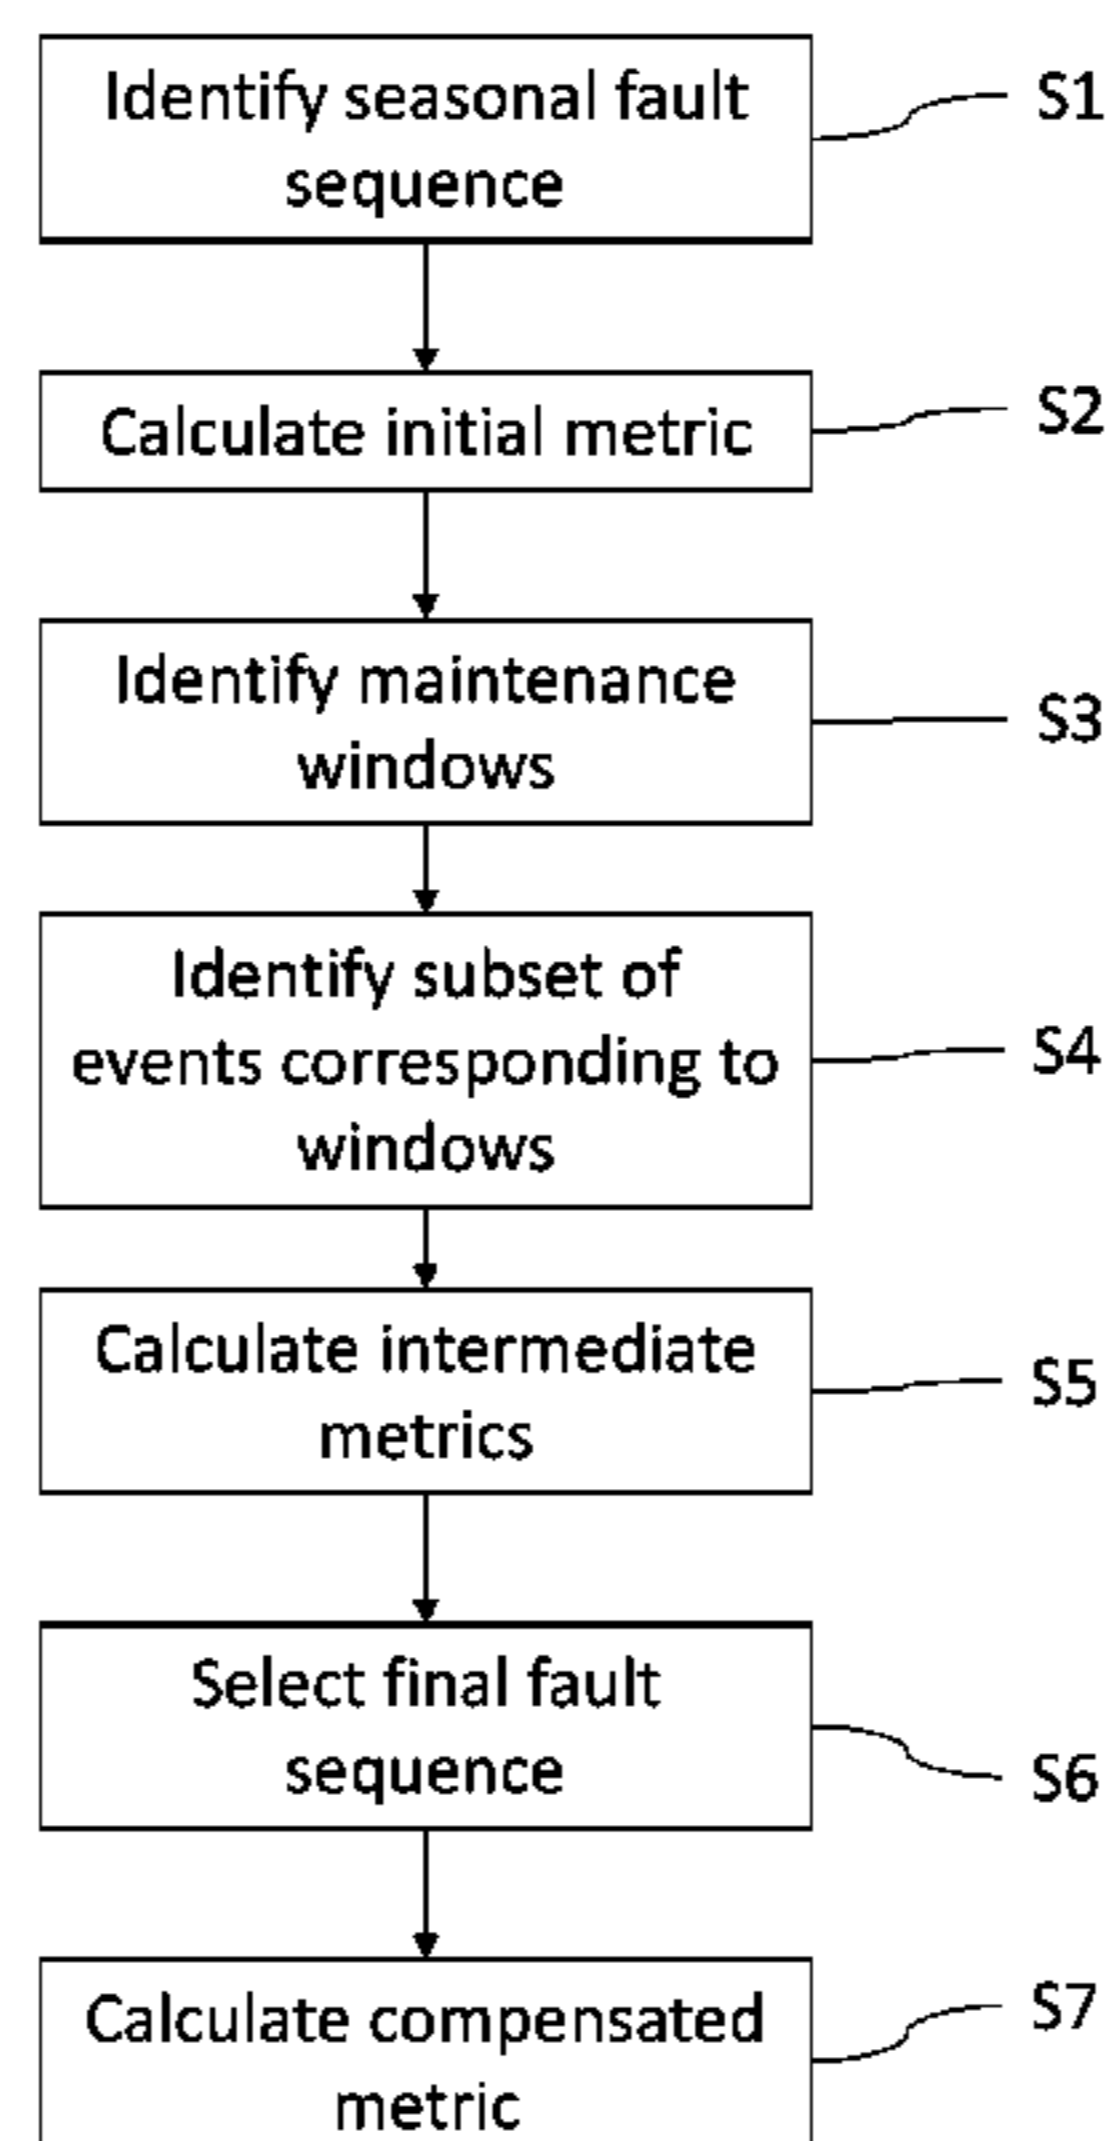 Identify seasonal fault
sequence
S1
Calculate initial metric
S2
Identify maintenance
windows
S3
Identify subset of
events corresponding to
windows
S4
Calculate intermediate
metrics
S5
Select final fault
sequence
S6
Calculate compensated
metric
S7